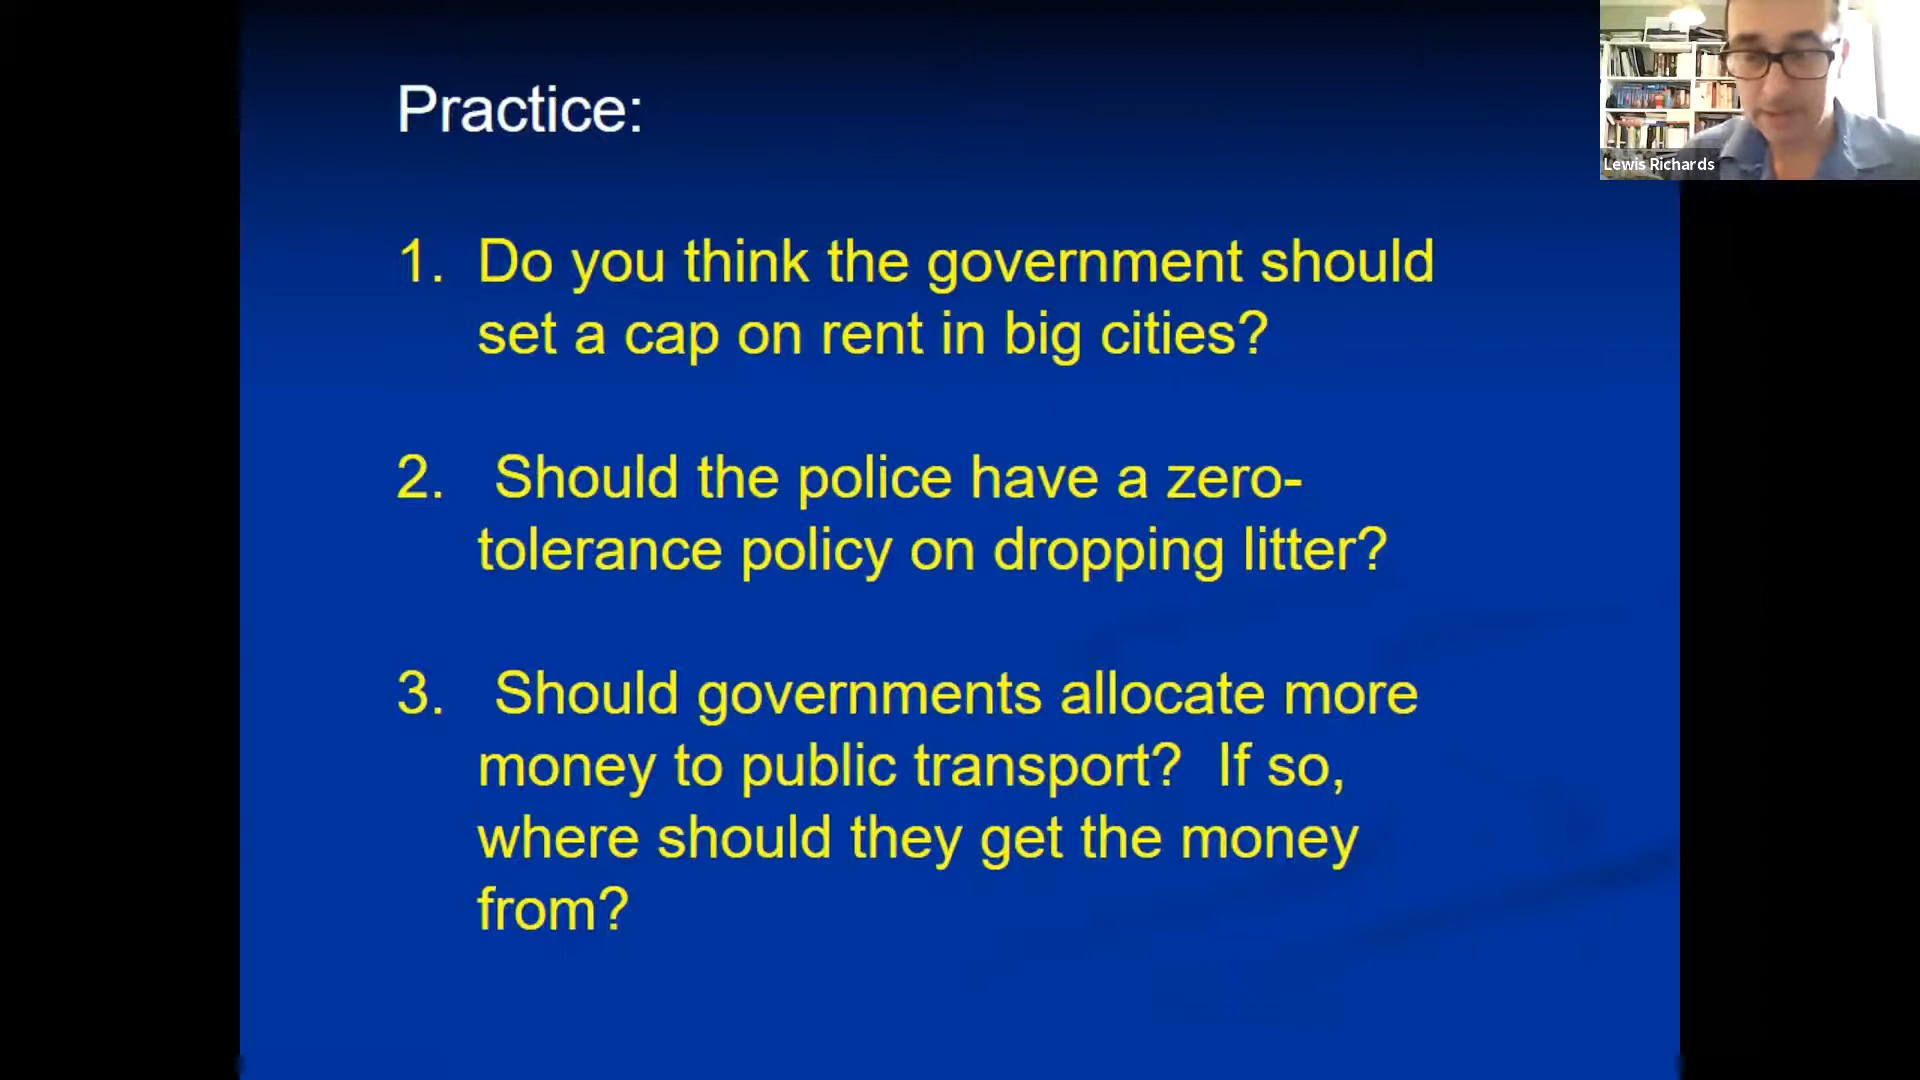 Practice:
1. Do you think the government should
set a cap on rent in big cities?
2. Should the police have a zero-
tolerance policy on dropping litter?
3. Should governments allocate more
money to public transport? If so,
where should they get the money
from?
Lewis Richards